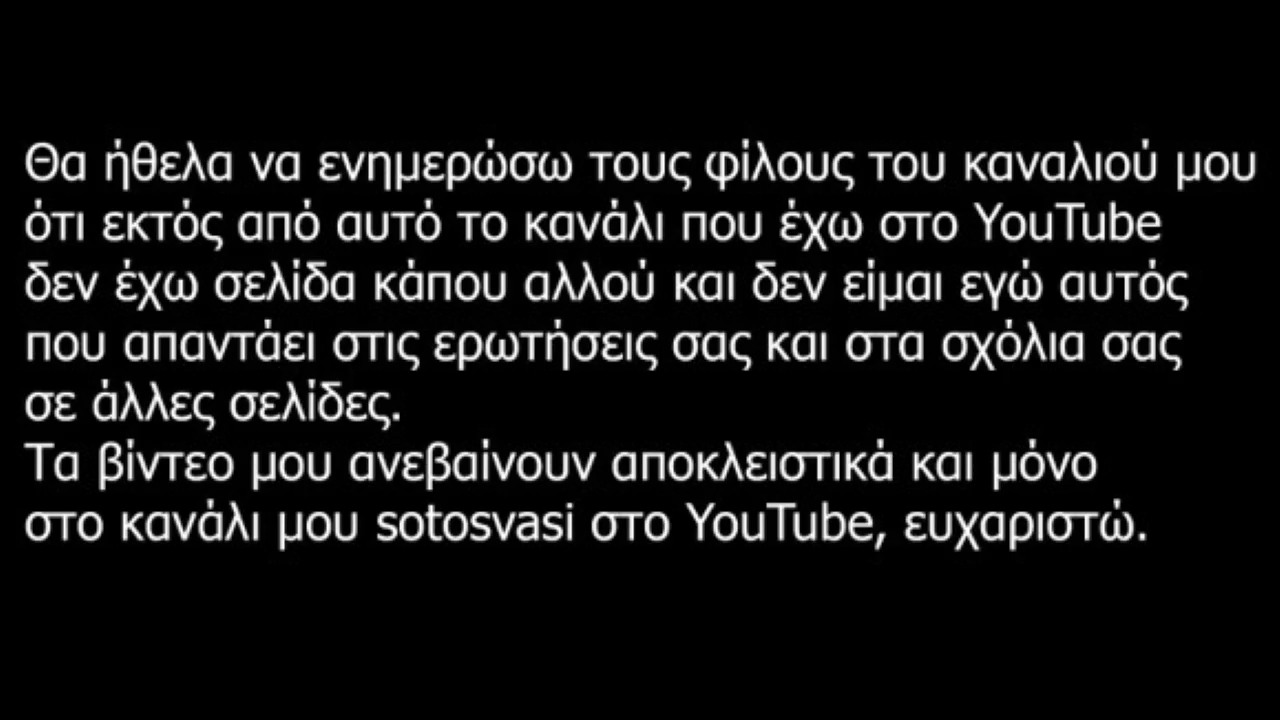 Θα ήθελα να ενημερώσω τους φίλους του καναλιού μου
ότι εκτός από αυτό το κανάλι που έχω στο YouTube
δεν έχω σελίδα κάπου αλλού και δεν είμαι εγώ αυτός
που απαντάει στις ερωτήσεις σας και στα σχόλια σας
σε άλλες σελίδες.
Τα βίντεο μου ανεβαίνουν αποκλειστικά και μόνο
στο κανάλι μου sotosvasi στο YouTube, ευχαριστώ.